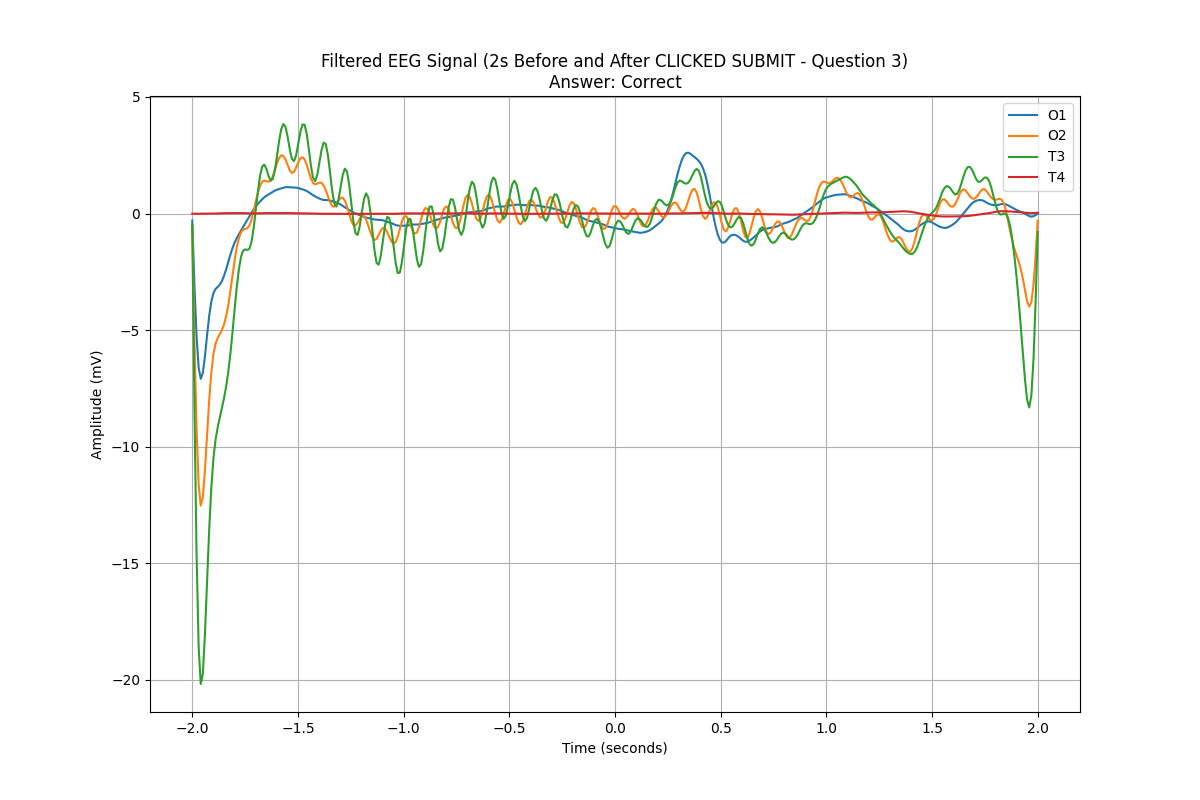 Filtered EEG Signal (2s Before and After CLICKED SUBMIT - Question 3)
Answer: Correct
O1
O2
T3
T4
5
0
−5
−10
−15
−20
Amplitude (mV)
−2.0 −1.5 −1.0 −0.5 0.0 0.5 1.0 1.5 2.0
Time (seconds)